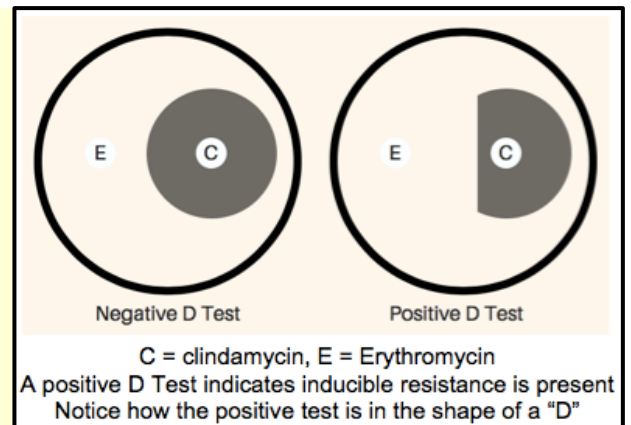 E C E C
Negative D Test Positive D Test
C = clindamycin, E = Erythromycin
A positive D Test indicates inducible resistance is present
Notice how the positive test is in the shape of a “D”